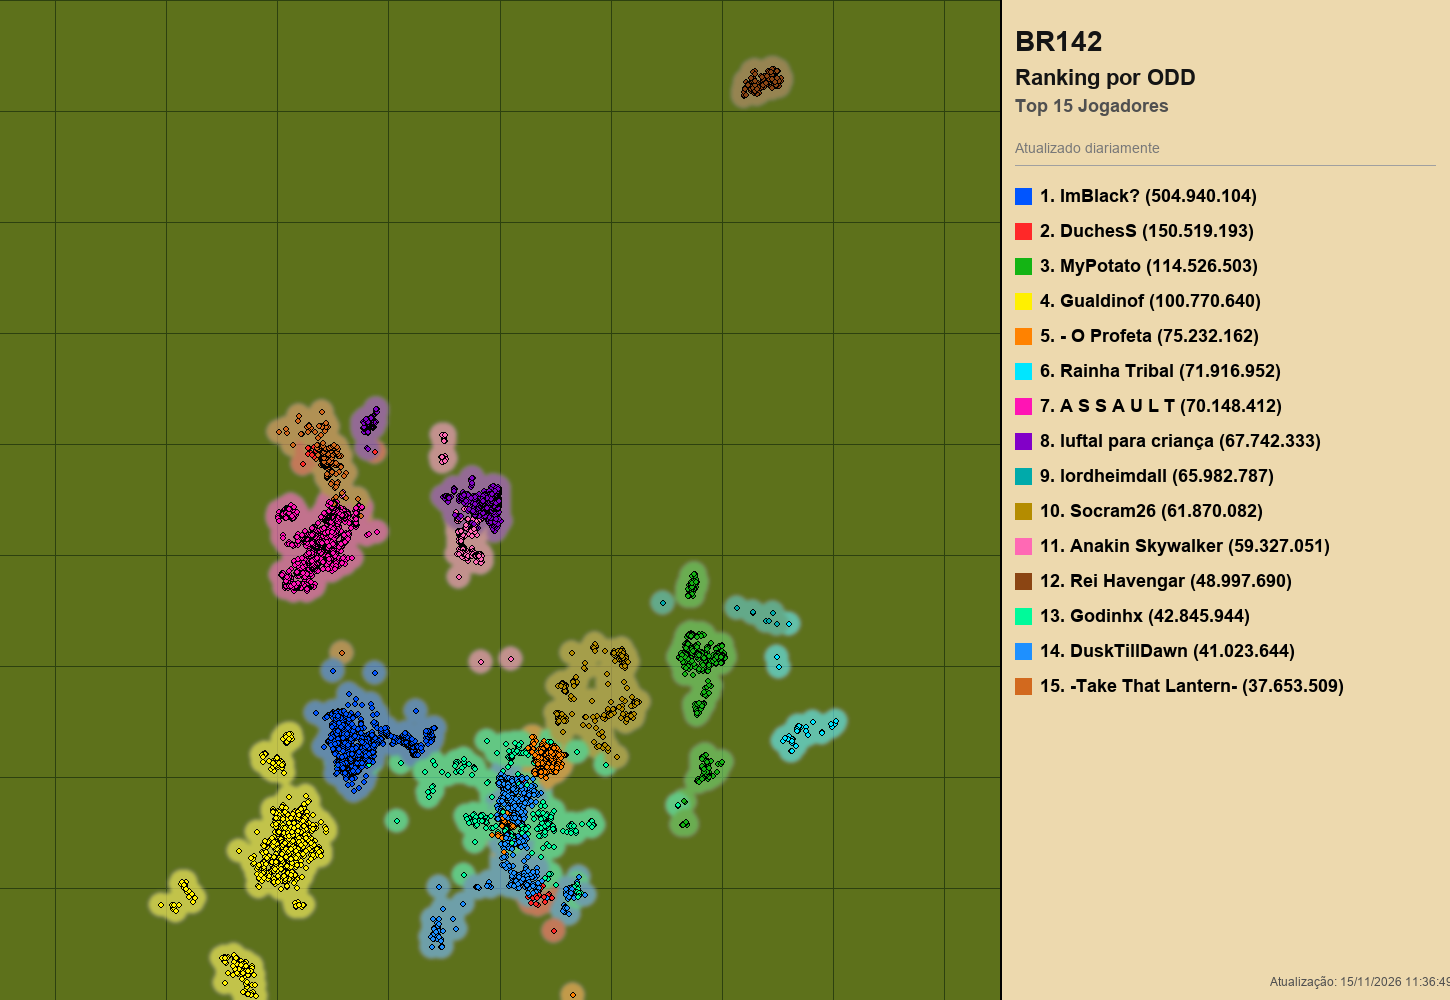 BR142
Ranking por ODD
Top 15 Jogadores
Atualizado diariamente
1. ImBlack? (504.940.104)
2. DuchesS (150.519.193)
3. MyPotato (114.526.503)
4. Gualdinof (100.770.640)
5. - O Profeta (75.232.162)
6. Rainha Tribal (71.916.952)
7. A S S A U L T (70.148.412)
8. luftal para criança (67.742.333)
9. lordheimdall (65.982.787)
10. Socram26 (61.870.082)
11. Anakin Skywalker (59.327.051)
12. Rei Havengar (48.997.690)
13. Godinhx (42.845.944)
14. DuskTillDawn (41.023.644)
15. -Take That Lantern- (37.653.509)
Atualização: 15/11/2026 11:36:49